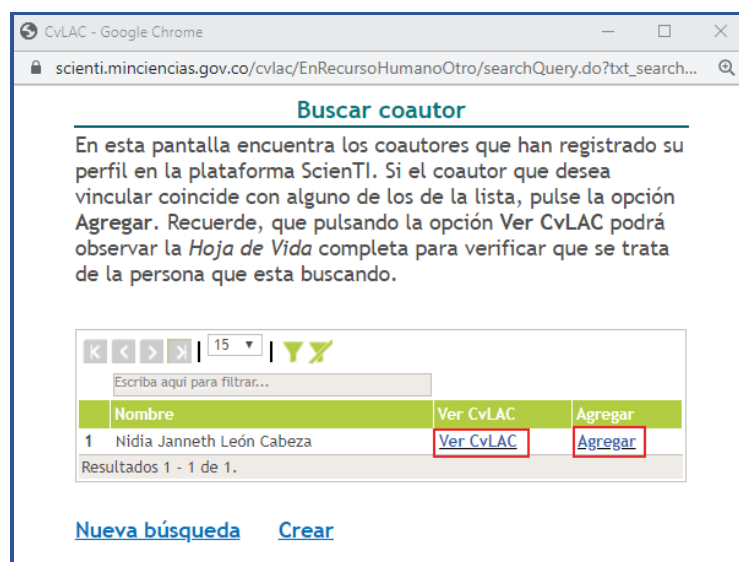 CvLAC - Google Chrome
scienti.minciencias.gov.co/cvlac/EnRecursoHumanoOtro/searchQuery.do?txt_search...
Buscar coautor
En esta pantalla encuentra los coautores que han registrado su
perfil en la plataforma ScienTI. Si el coautor que desea
vincular coincide con alguno de los de la lista, pulse la opción
Agregar. Recuerde, que pulsando la opción Ver CvLAC podrá
observar la Hoja de Vida completa para verificar que se trata
de la persona que esta buscando.
15
Escriba aqui para filtrar...
Nombre Ver CvLAC Agregar
1 Nidia Janneth León Cabeza Ver CvLAC Agregar
Resultados 1 - 1 de 1.
Nueva búsqueda Crear